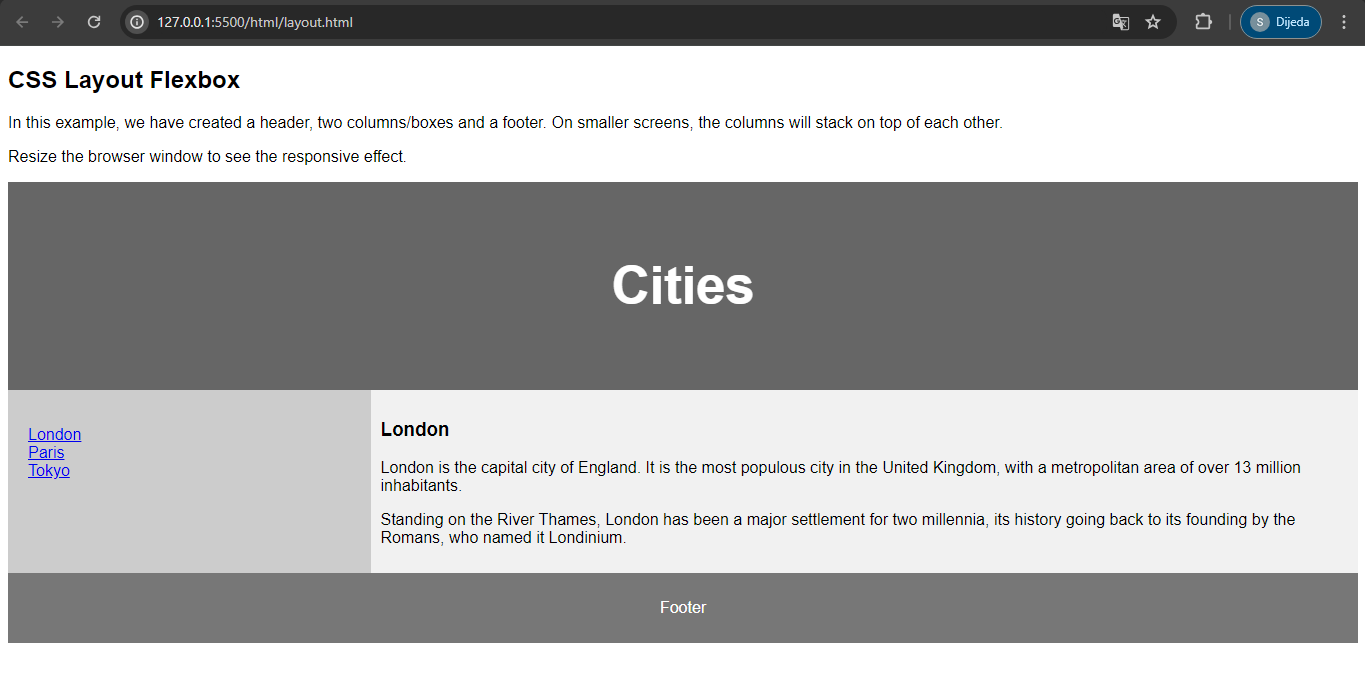 127.0.0.1:5500/html/layout.html
S Dijeda
CSS Layout Flexbox
In this example, we have created a header, two columns/boxes and a footer. On smaller screens, the columns will stack on top of each other.
Resize the browser window to see the responsive effect.
Cities
London
Paris
Tokyo
London
London is the capital city of England. It is the most populous city in the United Kingdom, with a metropolitan area of over 13 million
inhabitants.
Standing on the River Thames, London has been a major settlement for two millennia, its history going back to its founding by the
Romans, who named it Londinium.
Footer